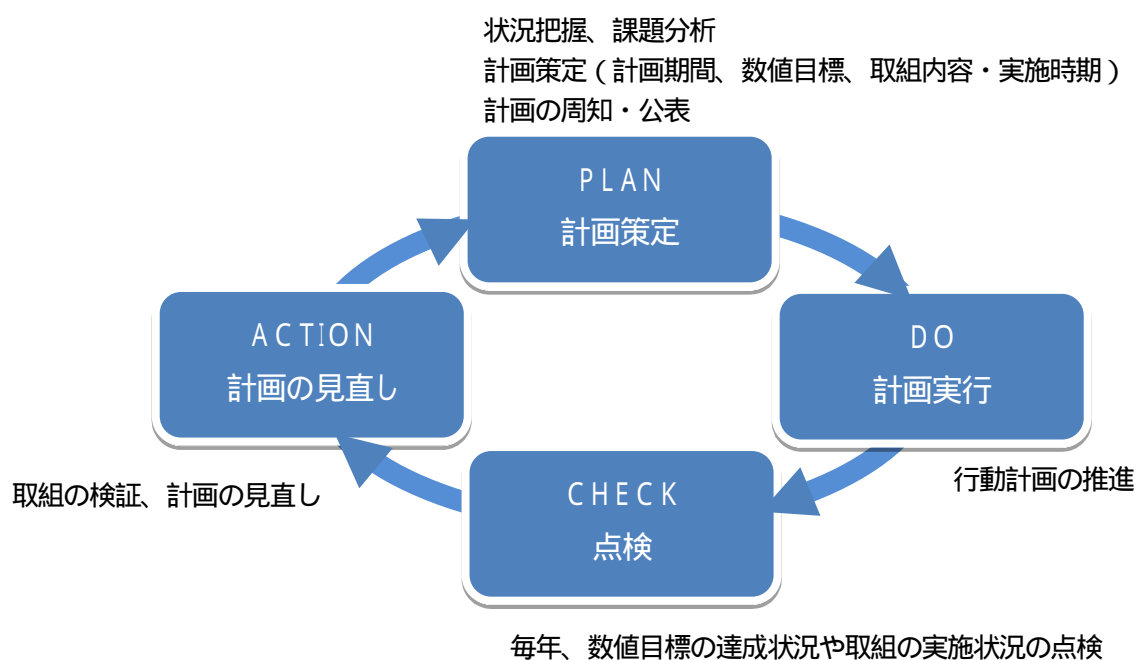 状況把握、課題分析
計画策定（計画期間、数値目標、取組内容・実施時期）
計画の周知・公表
PLAN
計画策定
DO
計画実行
行動計画の推進
CHECK
点検
毎年、数値目標の達成状況や取組の実施状況の点検
ACTION
計画の見直し
取組の検証、計画の見直し